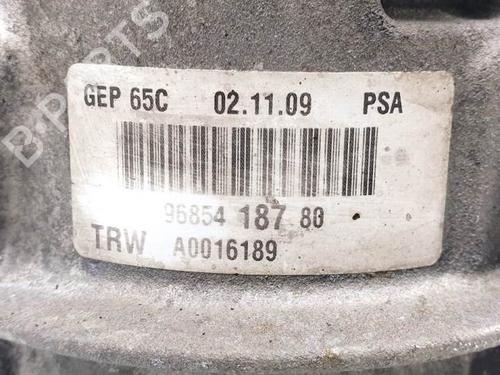 GEP 65C 02.11.09 PSA
96854 187 80
TRW A0016189